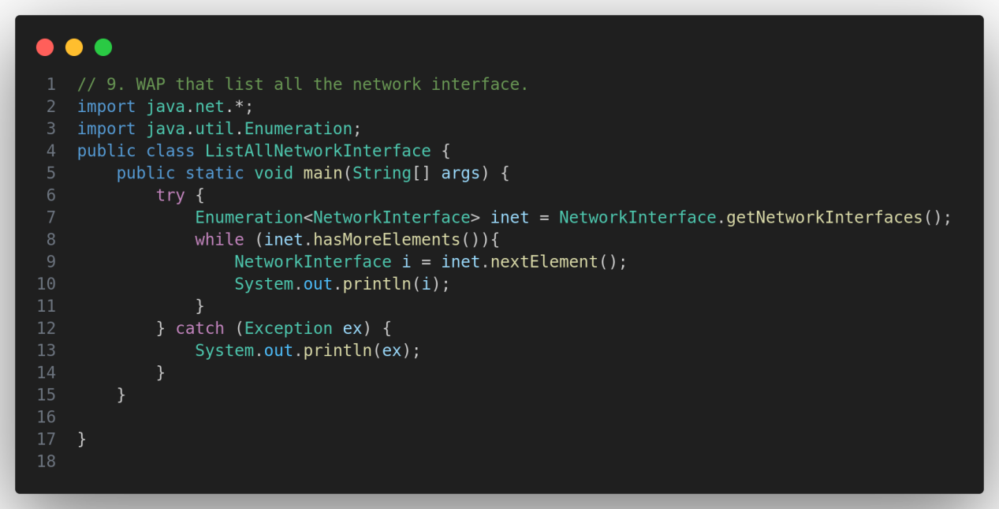 1 // 9. WAP that list all the network interface.
2 import java.net.*;
3 import java.util.Enumeration;
4 public class ListAllNetworkInterface {
5     public static void main(String[] args) {
6         try {
7             Enumeration<NetworkInterface> inet = NetworkInterface.getNetworkInterfaces();
8             while (inet.hasMoreElements()){
9                 NetworkInterface i = inet.nextElement();
10                 System.out.println(i);
11             }
12         } catch (Exception ex) {
13             System.out.println(ex);
14         }
15     }
16
17 }
18